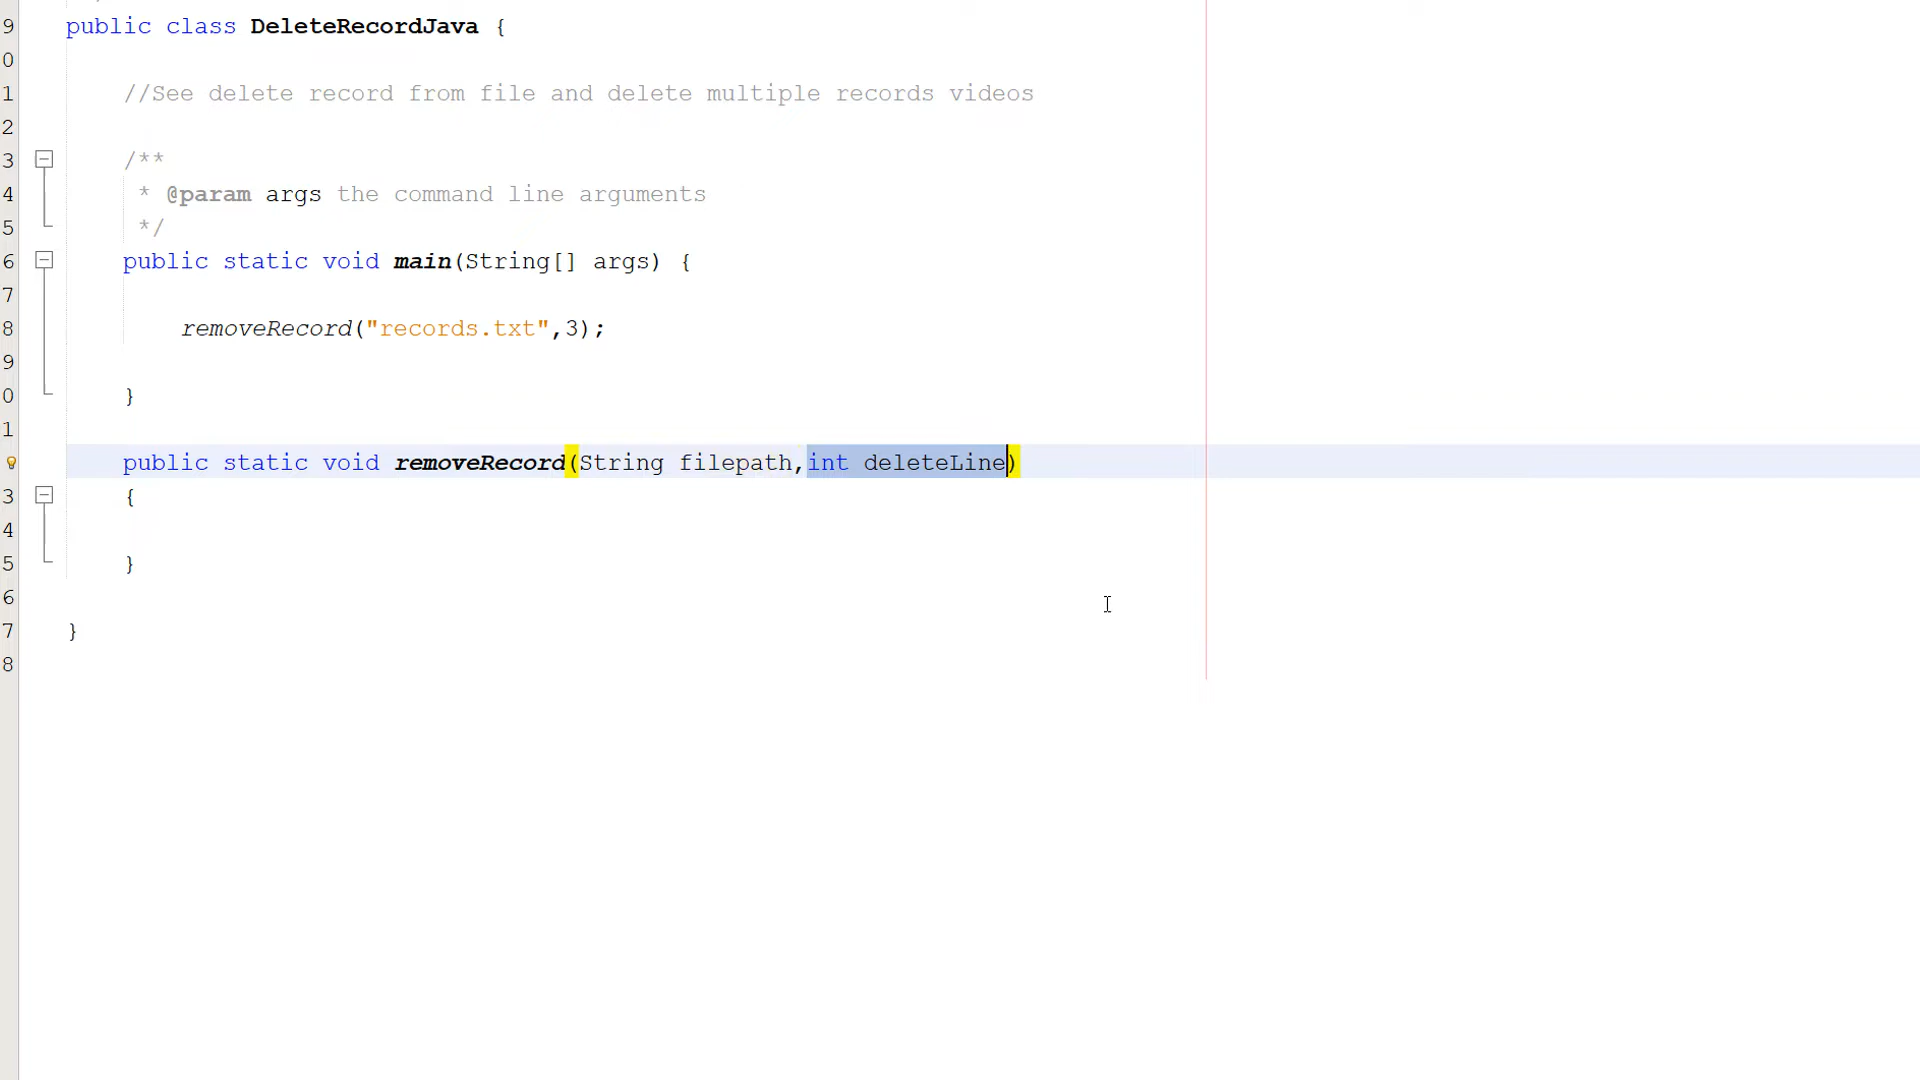 9 public class DeleteRecordJava {
0
1 //See delete record from file and delete multiple records videos
2
3 /**
4 * @param args the command line arguments
5 */
6 public static void main(String[] args) {
7
8 removeRecord("records.txt",3);
9
0 }
1
public static void removeRecord(String filepath,int deleteLine)
3 {
4
5 }
6
7 }
8